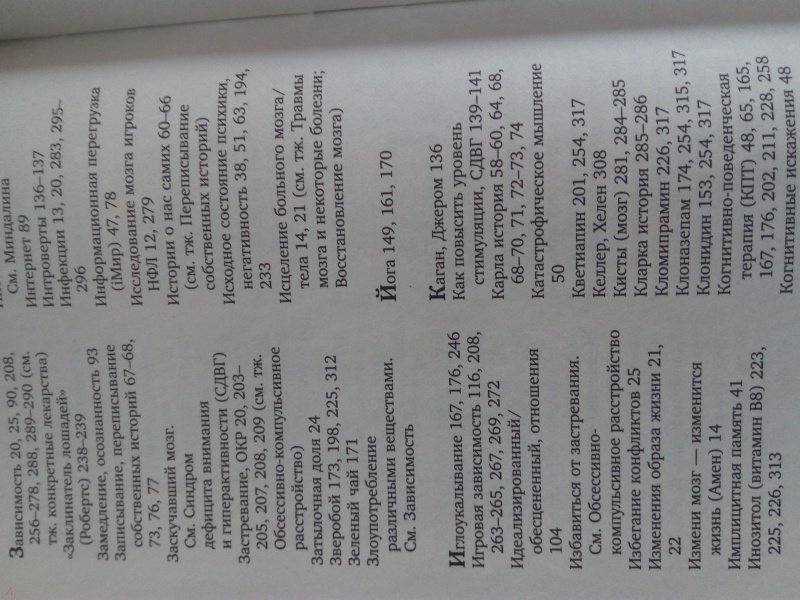 Зависимость 20, 25, 90, 208,
256–278, 288, 289–290 (см.
тж. конкретные лекарства)
«Заклинатель лошадей»
(Робертс) 238–239
Замедление, осознанность 93
Записывание, переписывание
собственных историй 67–68,
73, 76, 77
Заскучавший мозг.
См. Синдром
дефицита внимания
и гиперактивности (СДВГ)
Застревание, ОКР 20, 203–
205, 207, 208, 209 (см. тж.
Обсессивно-компульсивное
расстройство)
Затылочная доля 24
Зверобой 173, 198, 225, 312
Зеленый чай 171
Злоупотребление
различными веществами.
См. Зависимость
Иглоукалывание 167, 176, 246
Игровая зависимость 116, 208,
263–265, 267, 269, 272
Идеализированный/
обесцененный, отношения
104
Избавиться от застревания.
См. Обсессивно-
компульсивное расстройство
Избегание конфликтов 25
Изменения образа жизни 21,
22
Измени мозг — изменится
жизнь (Амен) 14
Имплицитная память 41
Инозитол (витамин B8) 223,
225, 226, 313
См. Миндалина
Интернет 89
Интроверты 136–137
Инфекции 13, 20, 283, 295–
296
Информационная перегрузка
(iМир) 47, 78
Исследование мозга игроков
НФЛ 12, 279
Истории о нас самих 60–66
(см. тж. Переписывание
собственных историй)
Исходное состояние психики,
негативность 38, 51, 63, 194,
233
Исцеление больного мозга/
тела 14, 21 (см. тж. Травмы
мозга и некоторые болезни;
Восстановление мозга)
Йога 149, 161, 170
Каган, Джером 136
Как повысить уровень
стимуляции, СДВГ 139–141
Карла история 58–60, 64, 68,
68–70, 71, 72–73, 74
Катастрофическое мышление
50
Кветиапин 201, 254, 317
Келлер, Хелен 308
Кисты (мозг) 281, 284–285
Кларка история 285–286
Кломипрамин 226, 317
Клоназепам 174, 254, 315, 317
Клонидин 153, 254, 317
Когнитивно-поведенческая
терапия (КПТ) 48, 65, 165,
167, 176, 202, 211, 228, 258
Когнитивные искажения 48